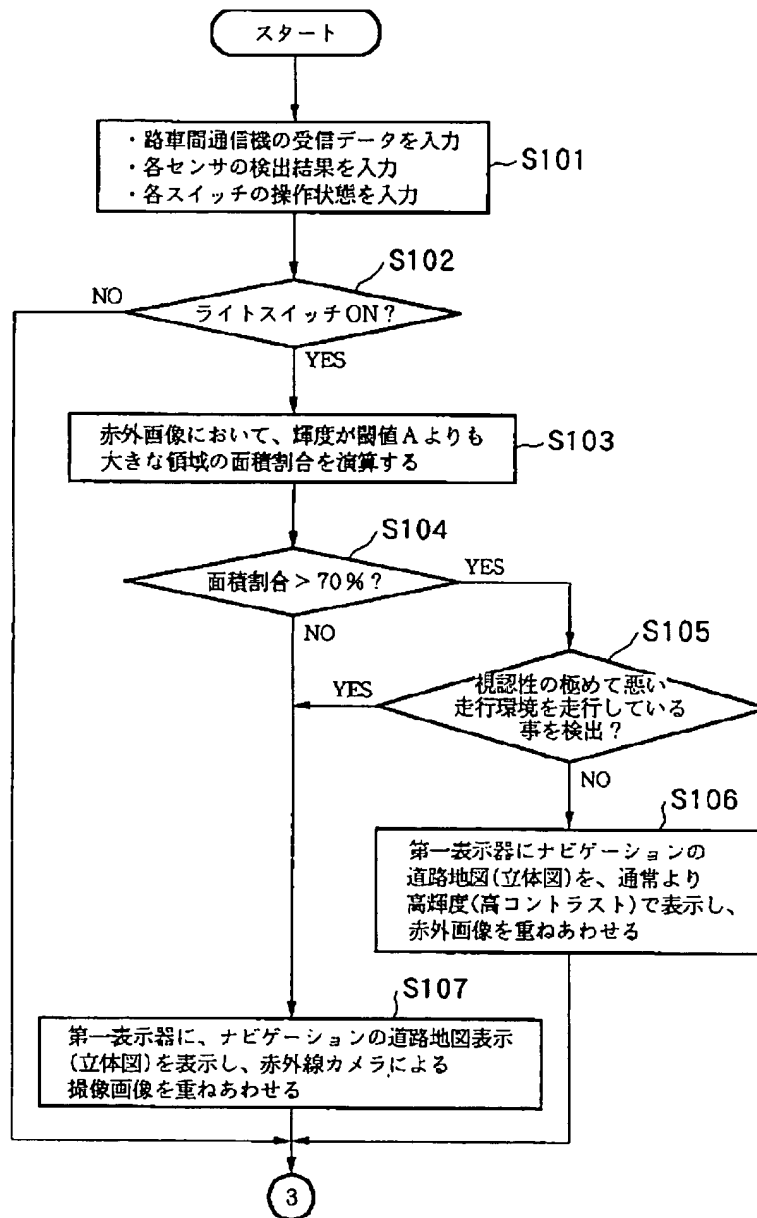 スタート
・路車間通信機の受信データを入力
・各センサの検出結果を入力
・各スイッチの操作状態を入力
S101
S102
NO
ライトスイッチON?
YES
赤外画像において、輝度が閾値Aよりも
大きな領域の面積割合を演算する
S103
S104
面積割合>70%?
YES
NO
S105
YES
視認性の極めて悪い
走行環境を走行している
事を検出?
NO
S106
第一表示器にナビゲーションの
道路地図(立体図)を、通常より
高輝度(高コントラスト)で表示し、
赤外画像を重ねあわせる
S107
第一表示器に、ナビゲーションの道路地図表示
(立体図)を表示し、赤外線カメラによる
撮像画像を重ねあわせる
3